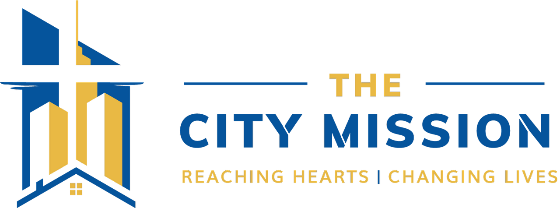 THE
CITY MISSION
REACHING HEARTS | CHANGING LIVES